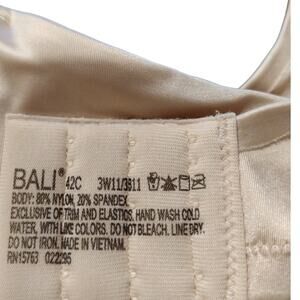 BALI® 42C 3W11/3811
BODY: 80% NYLON, 20% SPANDEX
EXCLUSIVE OF TRIM AND ELASTICS. HAND WASH COLD
WATER, WITH LIKE COLORS. DO NOT BLEACH. LINE DRY.
DO NOT IRON. MADE IN VIETNAM.
RN15763 022295